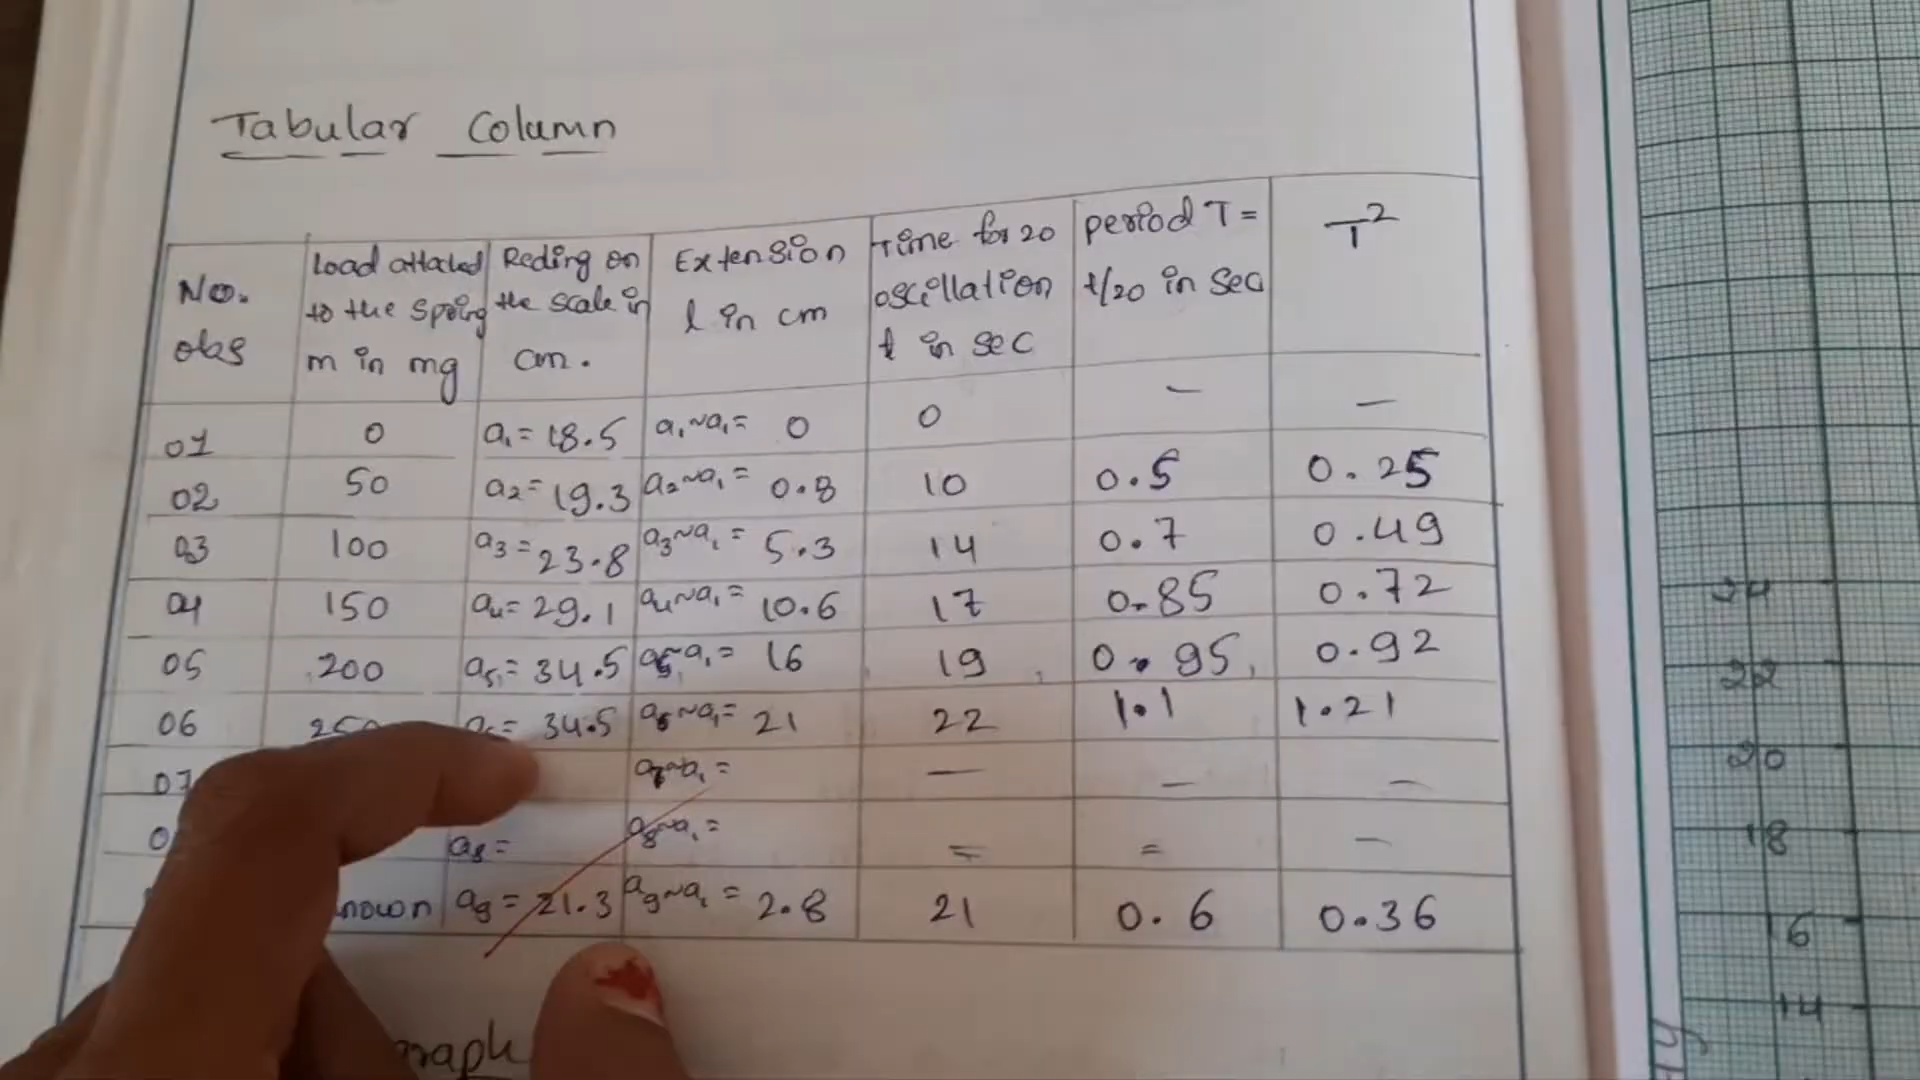 Tabular Column
No. obs | Load attached to the spring m in mg | Reding on the scale in cm. | Extension l in cm | Time for 20 oscillation t in sec | period T = t/20 in sec | T²
01 | 0 | a₁ = 18.5 | a₁~a₁ = 0 | 0 | — | —
02 | 50 | a₂ = 19.3 | a₂~a₁ = 0.8 | 10 | 0.5 | 0.25
03 | 100 | a₃ = 23.8 | a₃~a₁ = 5.3 | 14 | 0.7 | 0.49
04 | 150 | a₄ = 29.1 | a₄~a₁ = 10.6 | 17 | 0.85 | 0.72
05 | 200 | a₅ = 34.5 | a₅~a₁ = 16 | 19 | 0.95 | 0.92
06 | 250 | = 34.5 | ~a₁ = 21 | 22 | 1.1 | 1.21
07 | a₇~a₁ = | — | — | —
a₈ = | a₈~a₁ = | = | = | —
a₉ = 21.3 | a₉~a₁ = 2.8 | 21 | 0.6 | 0.36
24
22
20
18
16
14